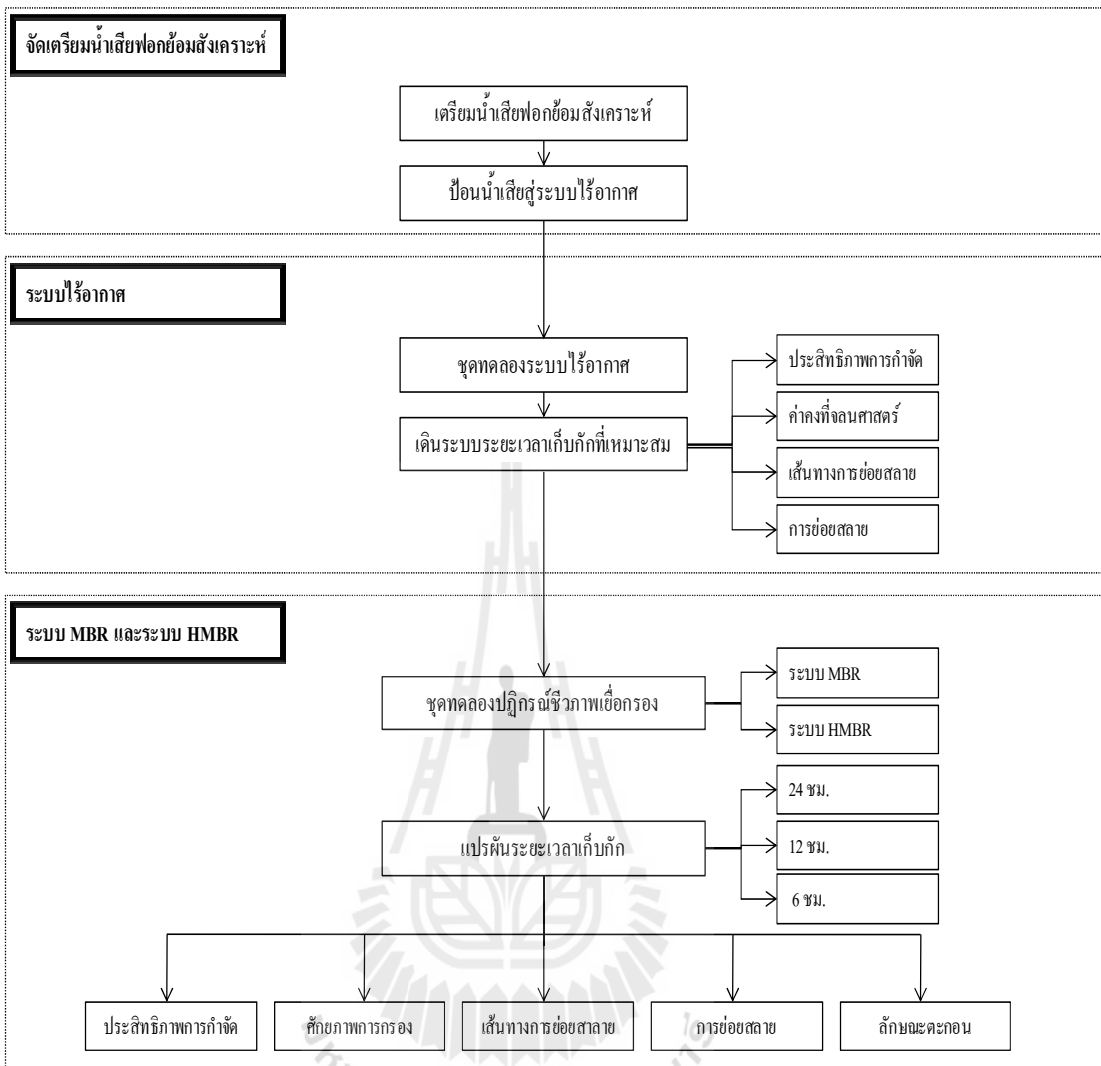 จัดเตรียมน้ำเสียฟอกย้อมสังเคราะห์
เตรียมน้ำเสียฟอกย้อมสังเคราะห์
ป้อนน้ำเสียสู่ระบบไร้อากาศ
ระบบไร้อากาศ
ชุดทดลองระบบไร้อากาศ
เดินระบบระยะเวลาเก็บกักที่เหมาะสม
ประสิทธิภาพการกำจัด
ค่าคงที่จลนศาสตร์
เส้นทางการย่อยสลาย
การย่อยสลาย
ระบบ MBR และระบบ HMBR
ชุดทดลองปฏิกรณ์ชีวภาพเยื่อกรอง
ระบบ MBR
ระบบ HMBR
แปรผันระยะเวลาเก็บกัก
24 ชม.
12 ชม.
6 ชม.
ประสิทธิภาพการกำจัด
ศักยภาพการกรอง
เส้นทางการย่อยสาลาย
การย่อยสลาย
ลักษณะตะกอน